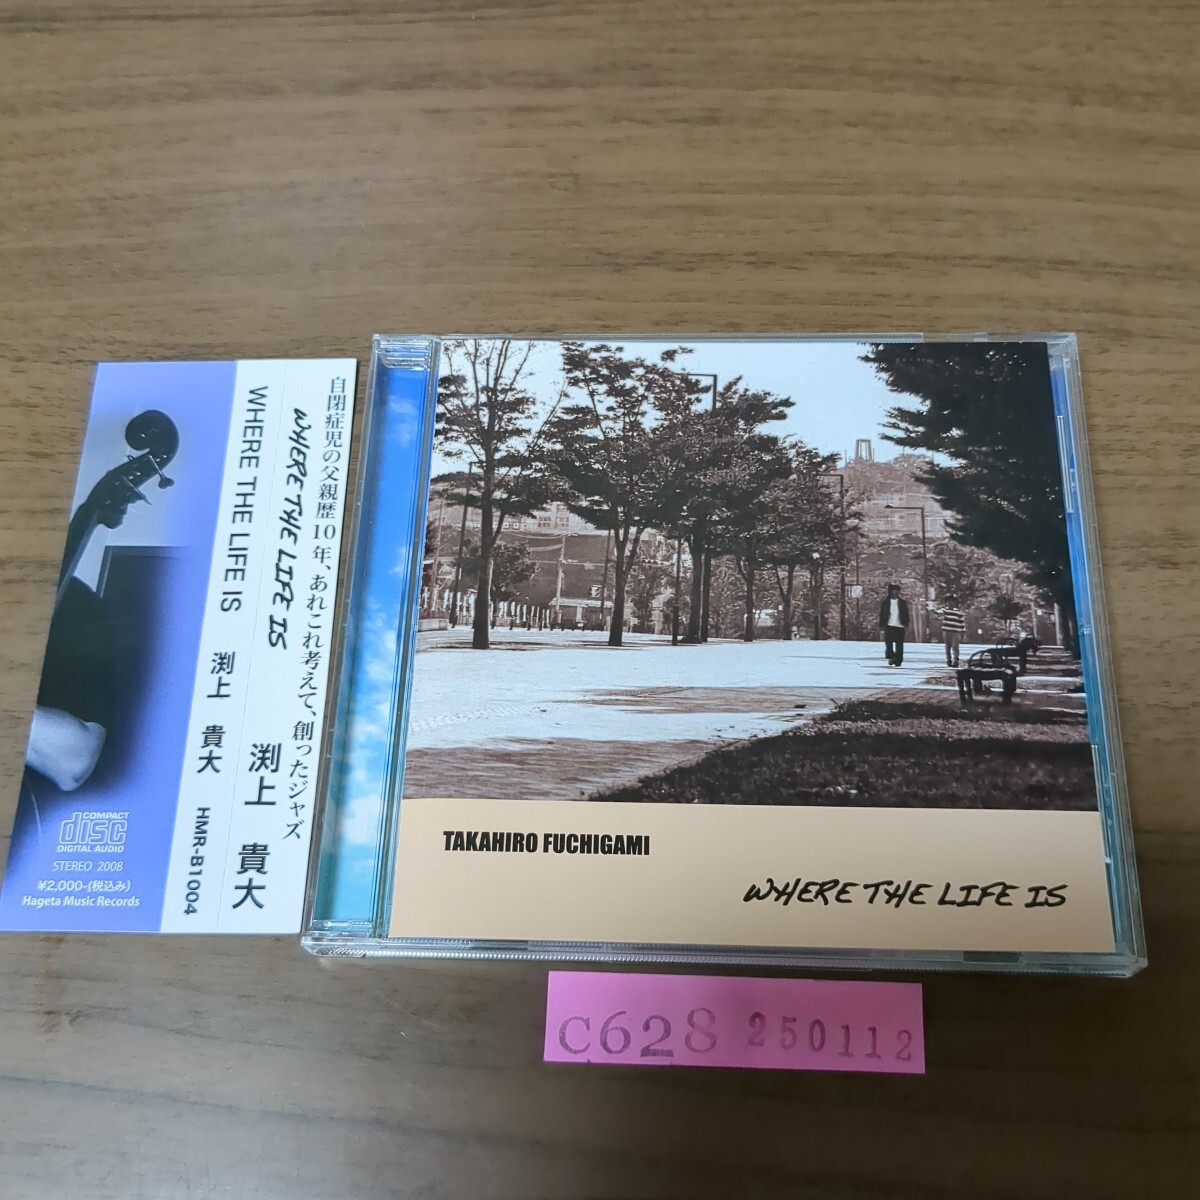 自閉症児の父親歴10年、あれこれ考えて、創ったジャズ
WHERE THE LIFE IS 渕上 貴大
WHERE THE LIFE IS 渕上 貴大 HMR-B1004
COMPACT
disc
DIGITAL AUDIO
STEREO 2008
¥2,000-(税込み)
Hageta Music Records
TAKAHIRO FUCHIGAMI
WHERE THE LIFE IS
C628 250112